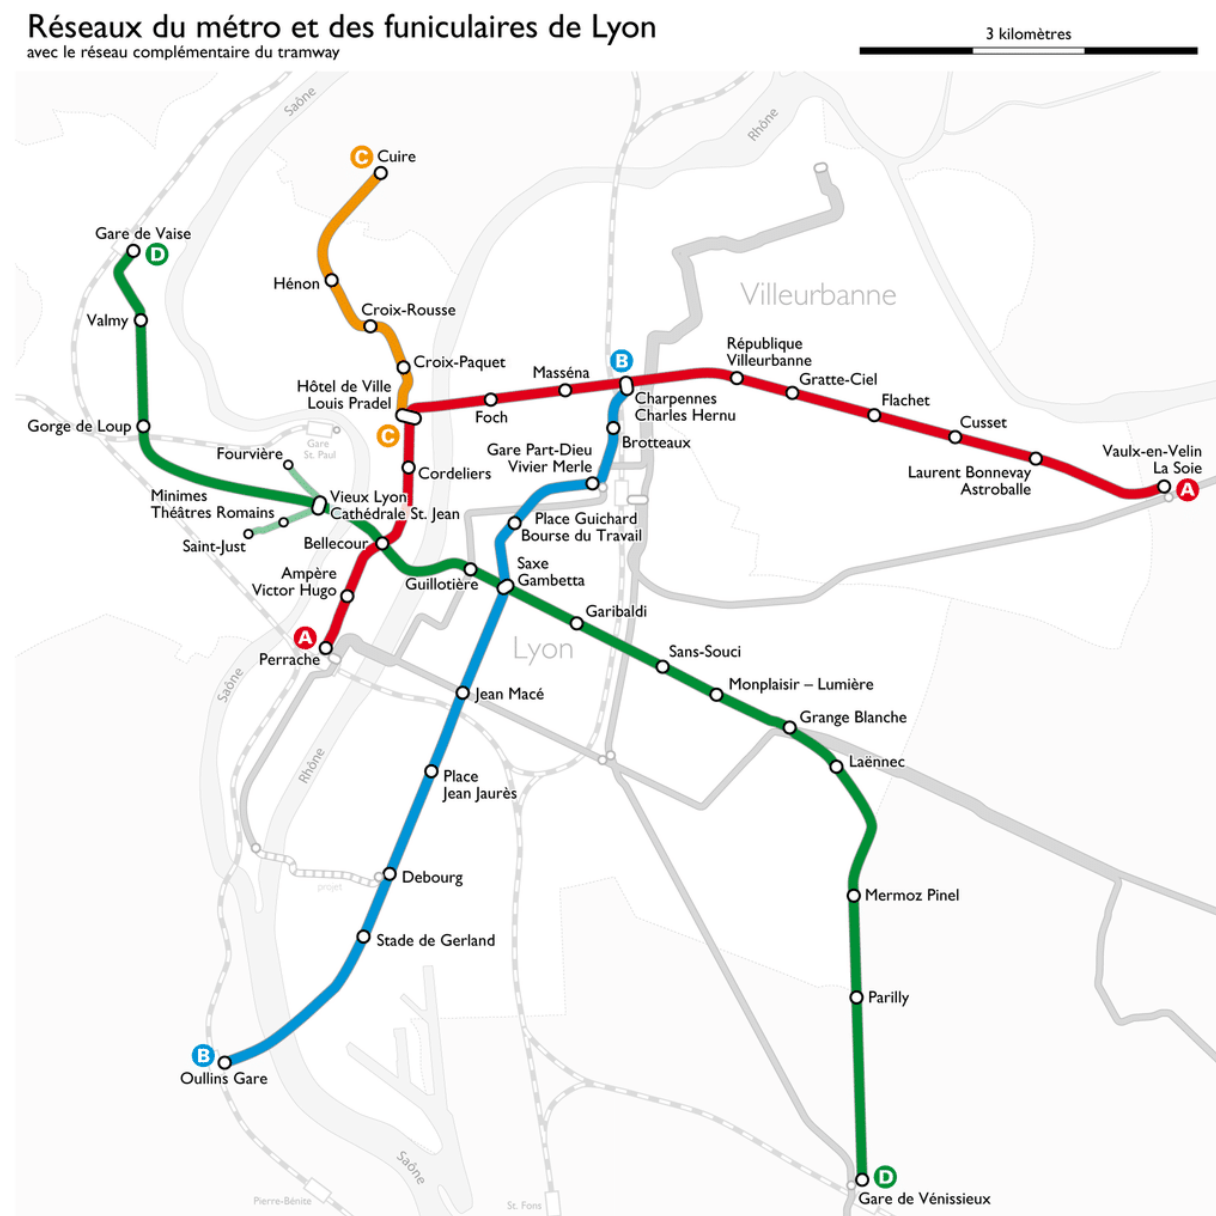 Réseaux du métro et des funiculaires de Lyon
avec le réseau complémentaire du tramway
3 kilomètres
Saône
Rhône
C
Cuire
Gare de Vaise
D
Hénon
Villeurbanne
Croix-Rousse
Valmy
République
Villeurbanne
B
Croix-Paquet
Masséna
Gratte-Ciel
Hôtel de Ville
Louis Pradel
Charpennes
Charles Hernu
Flachet
Foch
Cusset
Gorge de Loup
C
Gare
St. Paul
Brotteaux
Fourvière
Gare Part-Dieu
Vivier Merle
Vaulx-en-Velin
La Soie
Cordeliers
Laurent Bonnevay
Astroballe
A
Minimes
Théâtres Romains
Vieux Lyon
Cathédrale St. Jean
Place Guichard
Bourse du Travail
Saint-Just
Bellecour
Saxe
Gambetta
Ampère
Victor Hugo
Guillotière
Garibaldi
A
Perrache
Lyon
Sans-Souci
Saône
Monplaisir – Lumière
Jean Macé
Grange Blanche
Rhône
Laënnec
Place
Jean Jaurès
Debourg
projet
Mermoz Pinel
Stade de Gerland
Parilly
B
Oullins Gare
Saône
D
Gare de Vénissieux
Pierre-Bénite
St. Fons